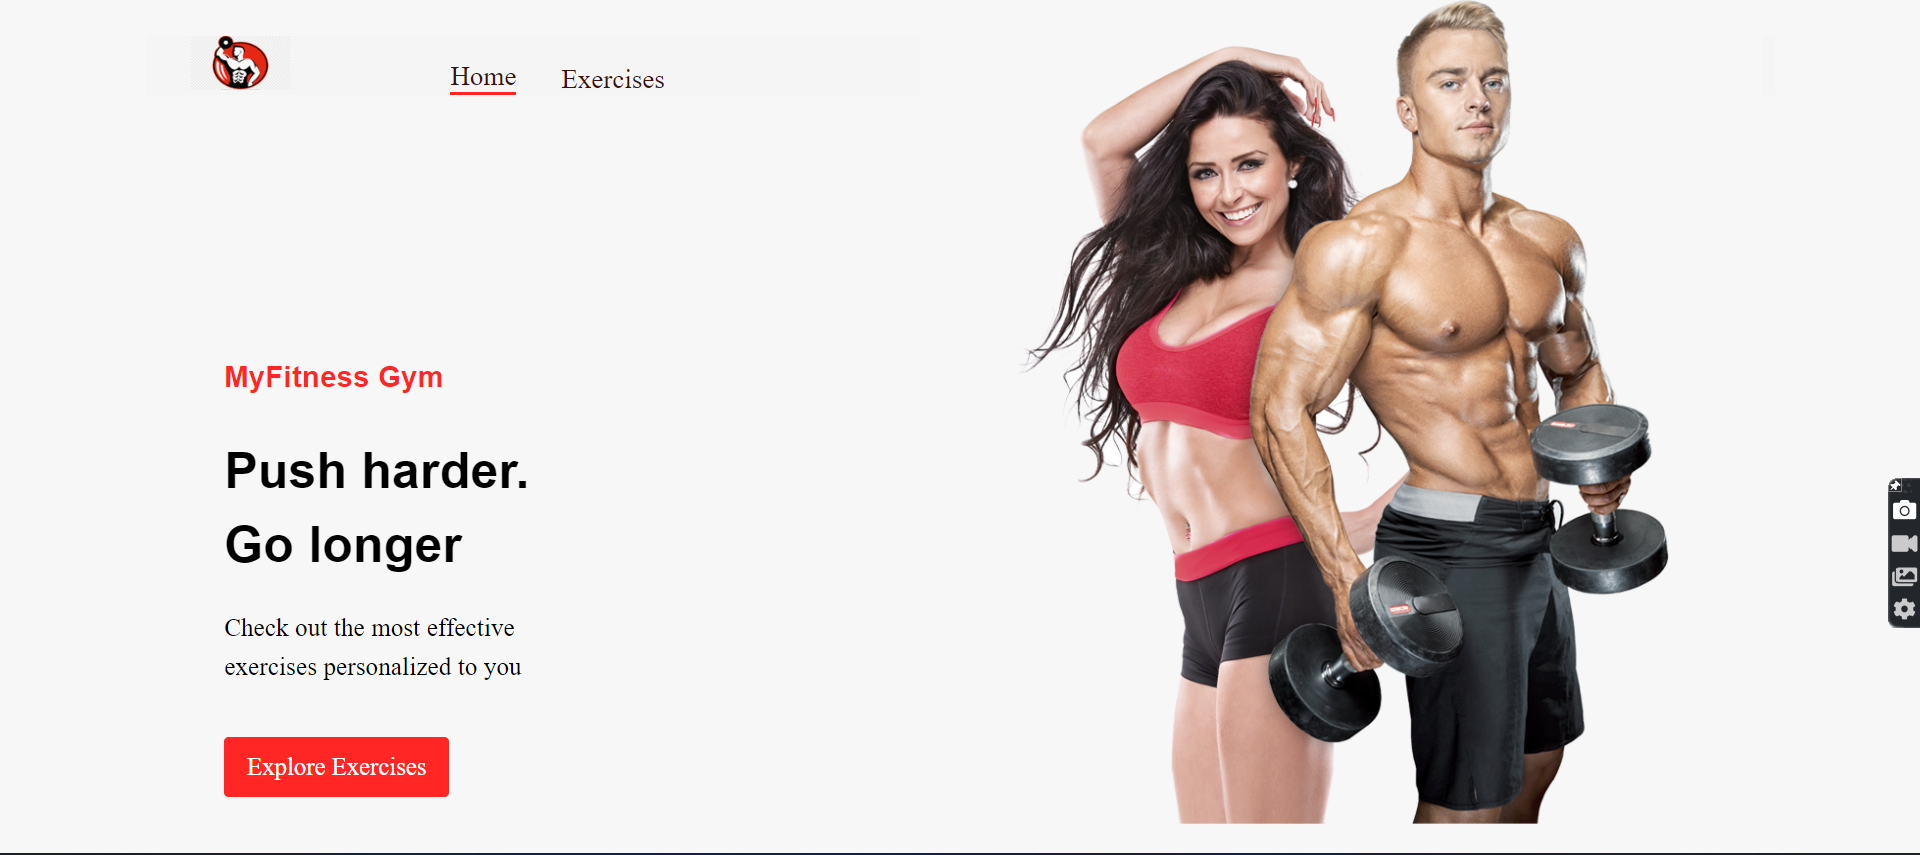 Home
Exercises
MyFitness Gym
Push harder.
Go longer
Check out the most effective
exercises personalized to you
Explore Exercises